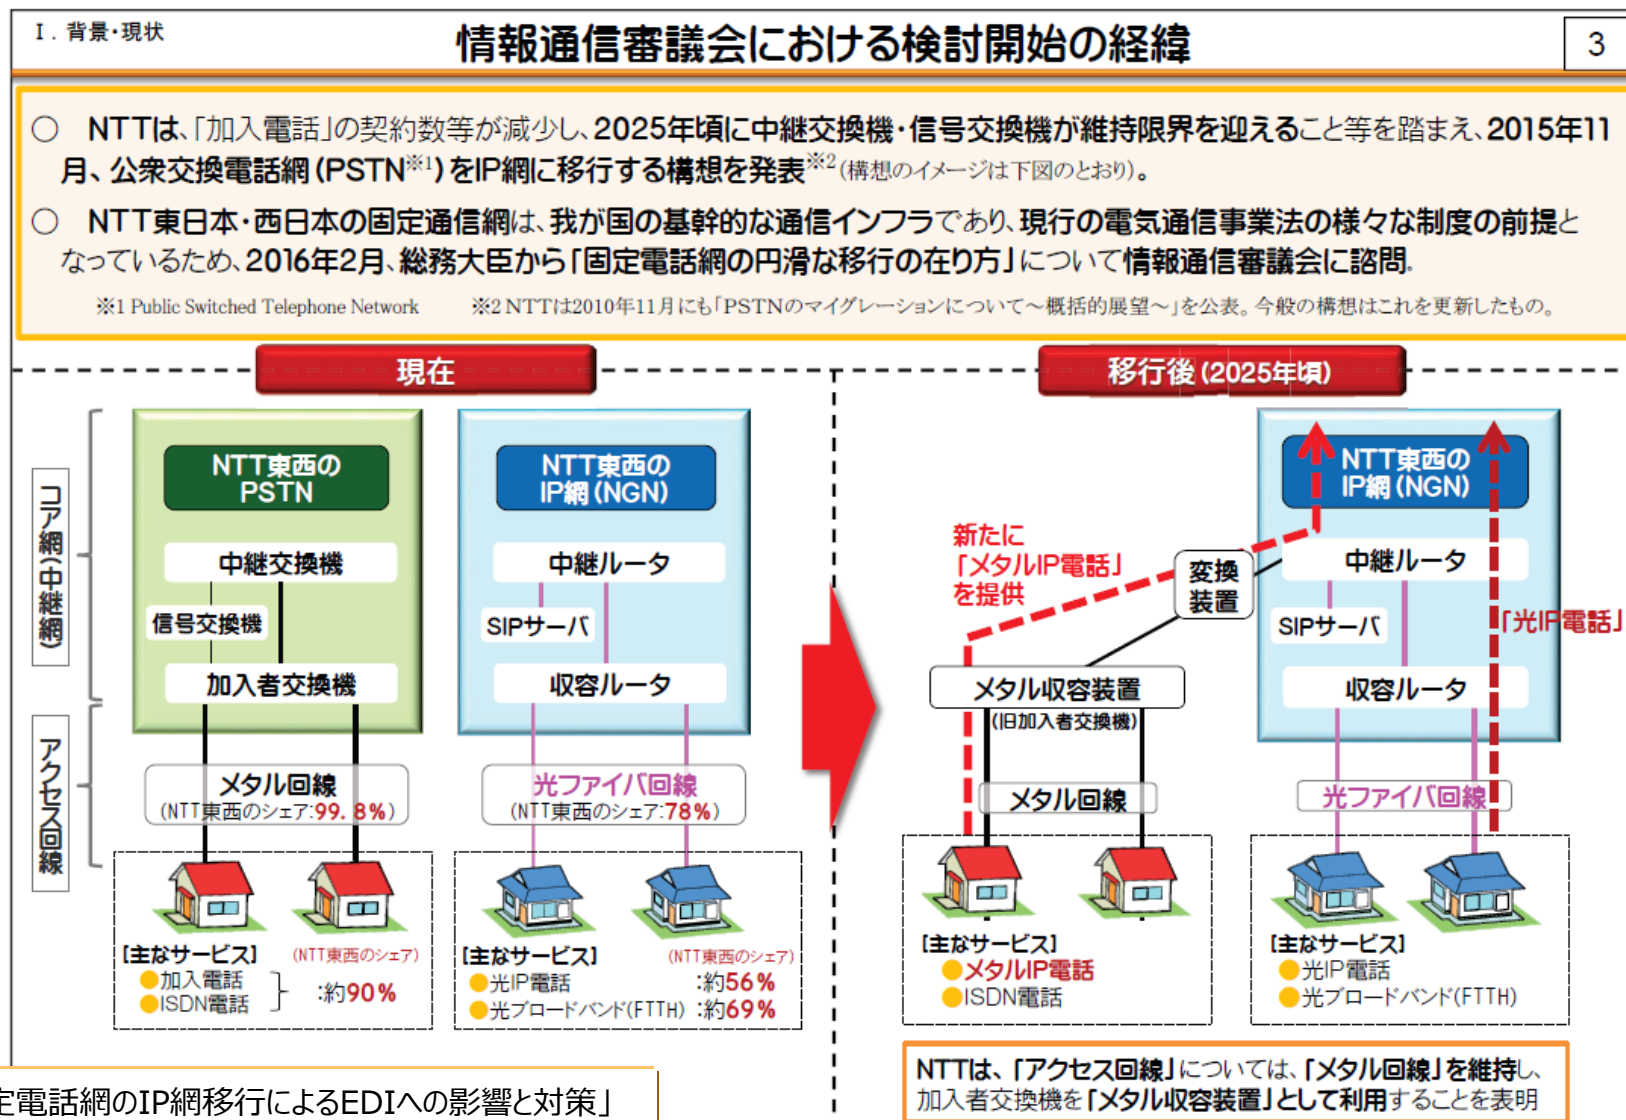 Ⅰ. 背景・現状
情報通信審議会における検討開始の経緯
3
○ NTTは、「加入電話」の契約数等が減少し、2025年頃に中継交換機・信号交換機が維持限界を迎えること等を踏まえ、2015年11
月、公衆交換電話網(PSTN※1)をIP網に移行する構想を発表※2(構想のイメージは下図のとおり)。
○ NTT東日本・西日本の固定通信網は、我が国の基幹的な通信インフラであり、現行の電気通信事業法の様々な制度の前提と
なっているため、2016年2月、総務大臣から「固定電話網の円滑な移行の在り方」について情報通信審議会に諮問。
※1 Public Switched Telephone Network ※2 NTTは2010年11月にも「PSTNのマイグレーションについて~概括的展望~」を公表。今般の構想はこれを更新したもの。
現在
コア網(中継網)
アクセス回線
NTT東西の
PSTN
中継交換機
信号交換機
加入者交換機
メタル回線
(NTT東西のシェア:99.8%)
[主なサービス] (NTT東西のシェア)
●加入電話
●ISDN電話
:約90%
NTT東西の
IP網(NGN)
中継ルータ
SIPサーバ
収容ルータ
光ファイバ回線
(NTT東西のシェア:78%)
[主なサービス] (NTT東西のシェア)
●光IP電話 :約56%
●光ブロードバンド(FTTH) :約69%
移行後(2025年頃)
新たに
「メタルIP電話」
を提供
変換
装置
メタル収容装置
(旧加入者交換機)
メタル回線
[主なサービス]
●メタルIP電話
●ISDN電話
NTT東西の
IP網(NGN)
中継ルータ
SIPサーバ
「光IP電話」
収容ルータ
光ファイバ回線
[主なサービス]
●光IP電話
●光ブロードバンド(FTTH)
NTTは、「アクセス回線」については、「メタル回線」を維持し、
加入者交換機を「メタル収容装置」として利用することを表明
定電話網のIP網移行によるEDIへの影響と対策」